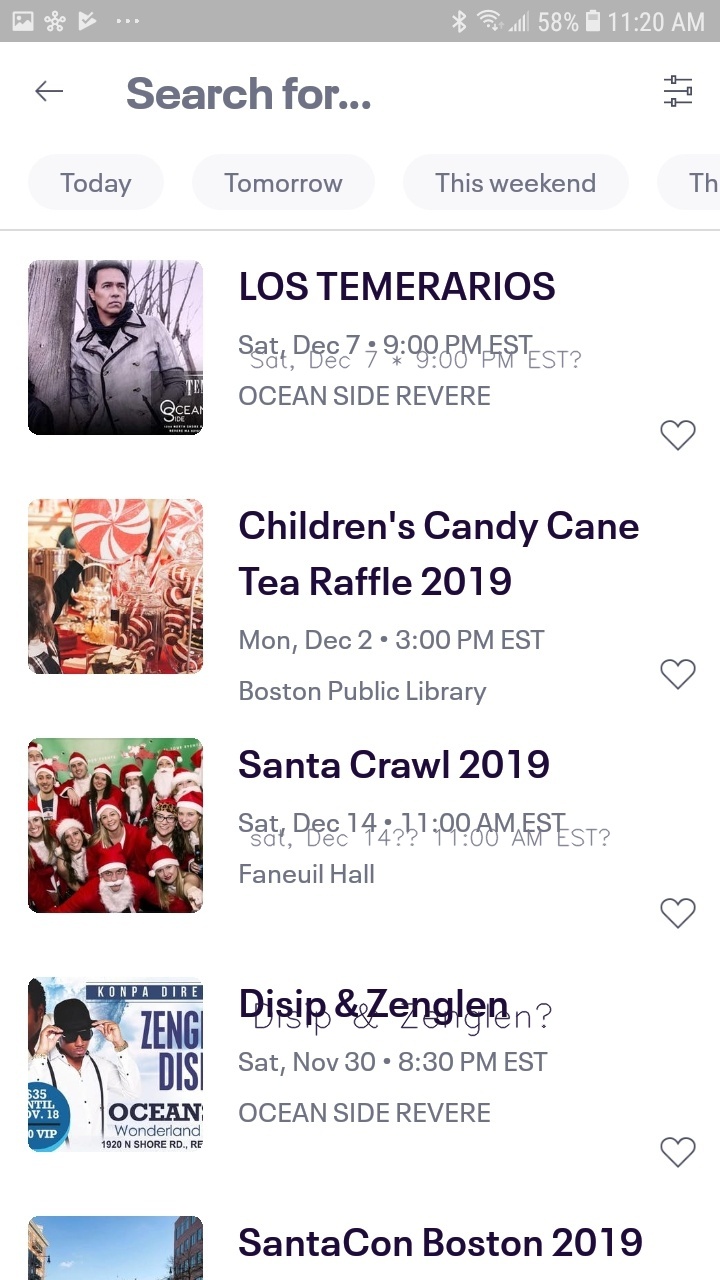 58% 11:20 AM
Search for...
Today
Tomorrow
This weekend
Th
LOS TEMERARIOS
Sat, Dec 7 • 9:00 PM EST
Sat, Dec 7 * 9:00 PM EST?
OCEAN SIDE REVERE
TE
OCEAN
SIDE
Children's Candy Cane
Tea Raffle 2019
Mon, Dec 2 • 3:00 PM EST
Boston Public Library
Santa Crawl 2019
Sat, Dec 14 • 11:00 AM EST
sat, Dec 14?? 11:00 AM EST?
Faneuil Hall
Disip & Zenglen
Disip & Zenglen?
Sat, Nov 30 • 8:30 PM EST
OCEAN SIDE REVERE
KONPA DIRE
ZENG
DIS
$35
NTIL
OV. 18
0 VIP
OCEAN
Wonderland
1920 N SHORE RD., RE
SantaCon Boston 2019